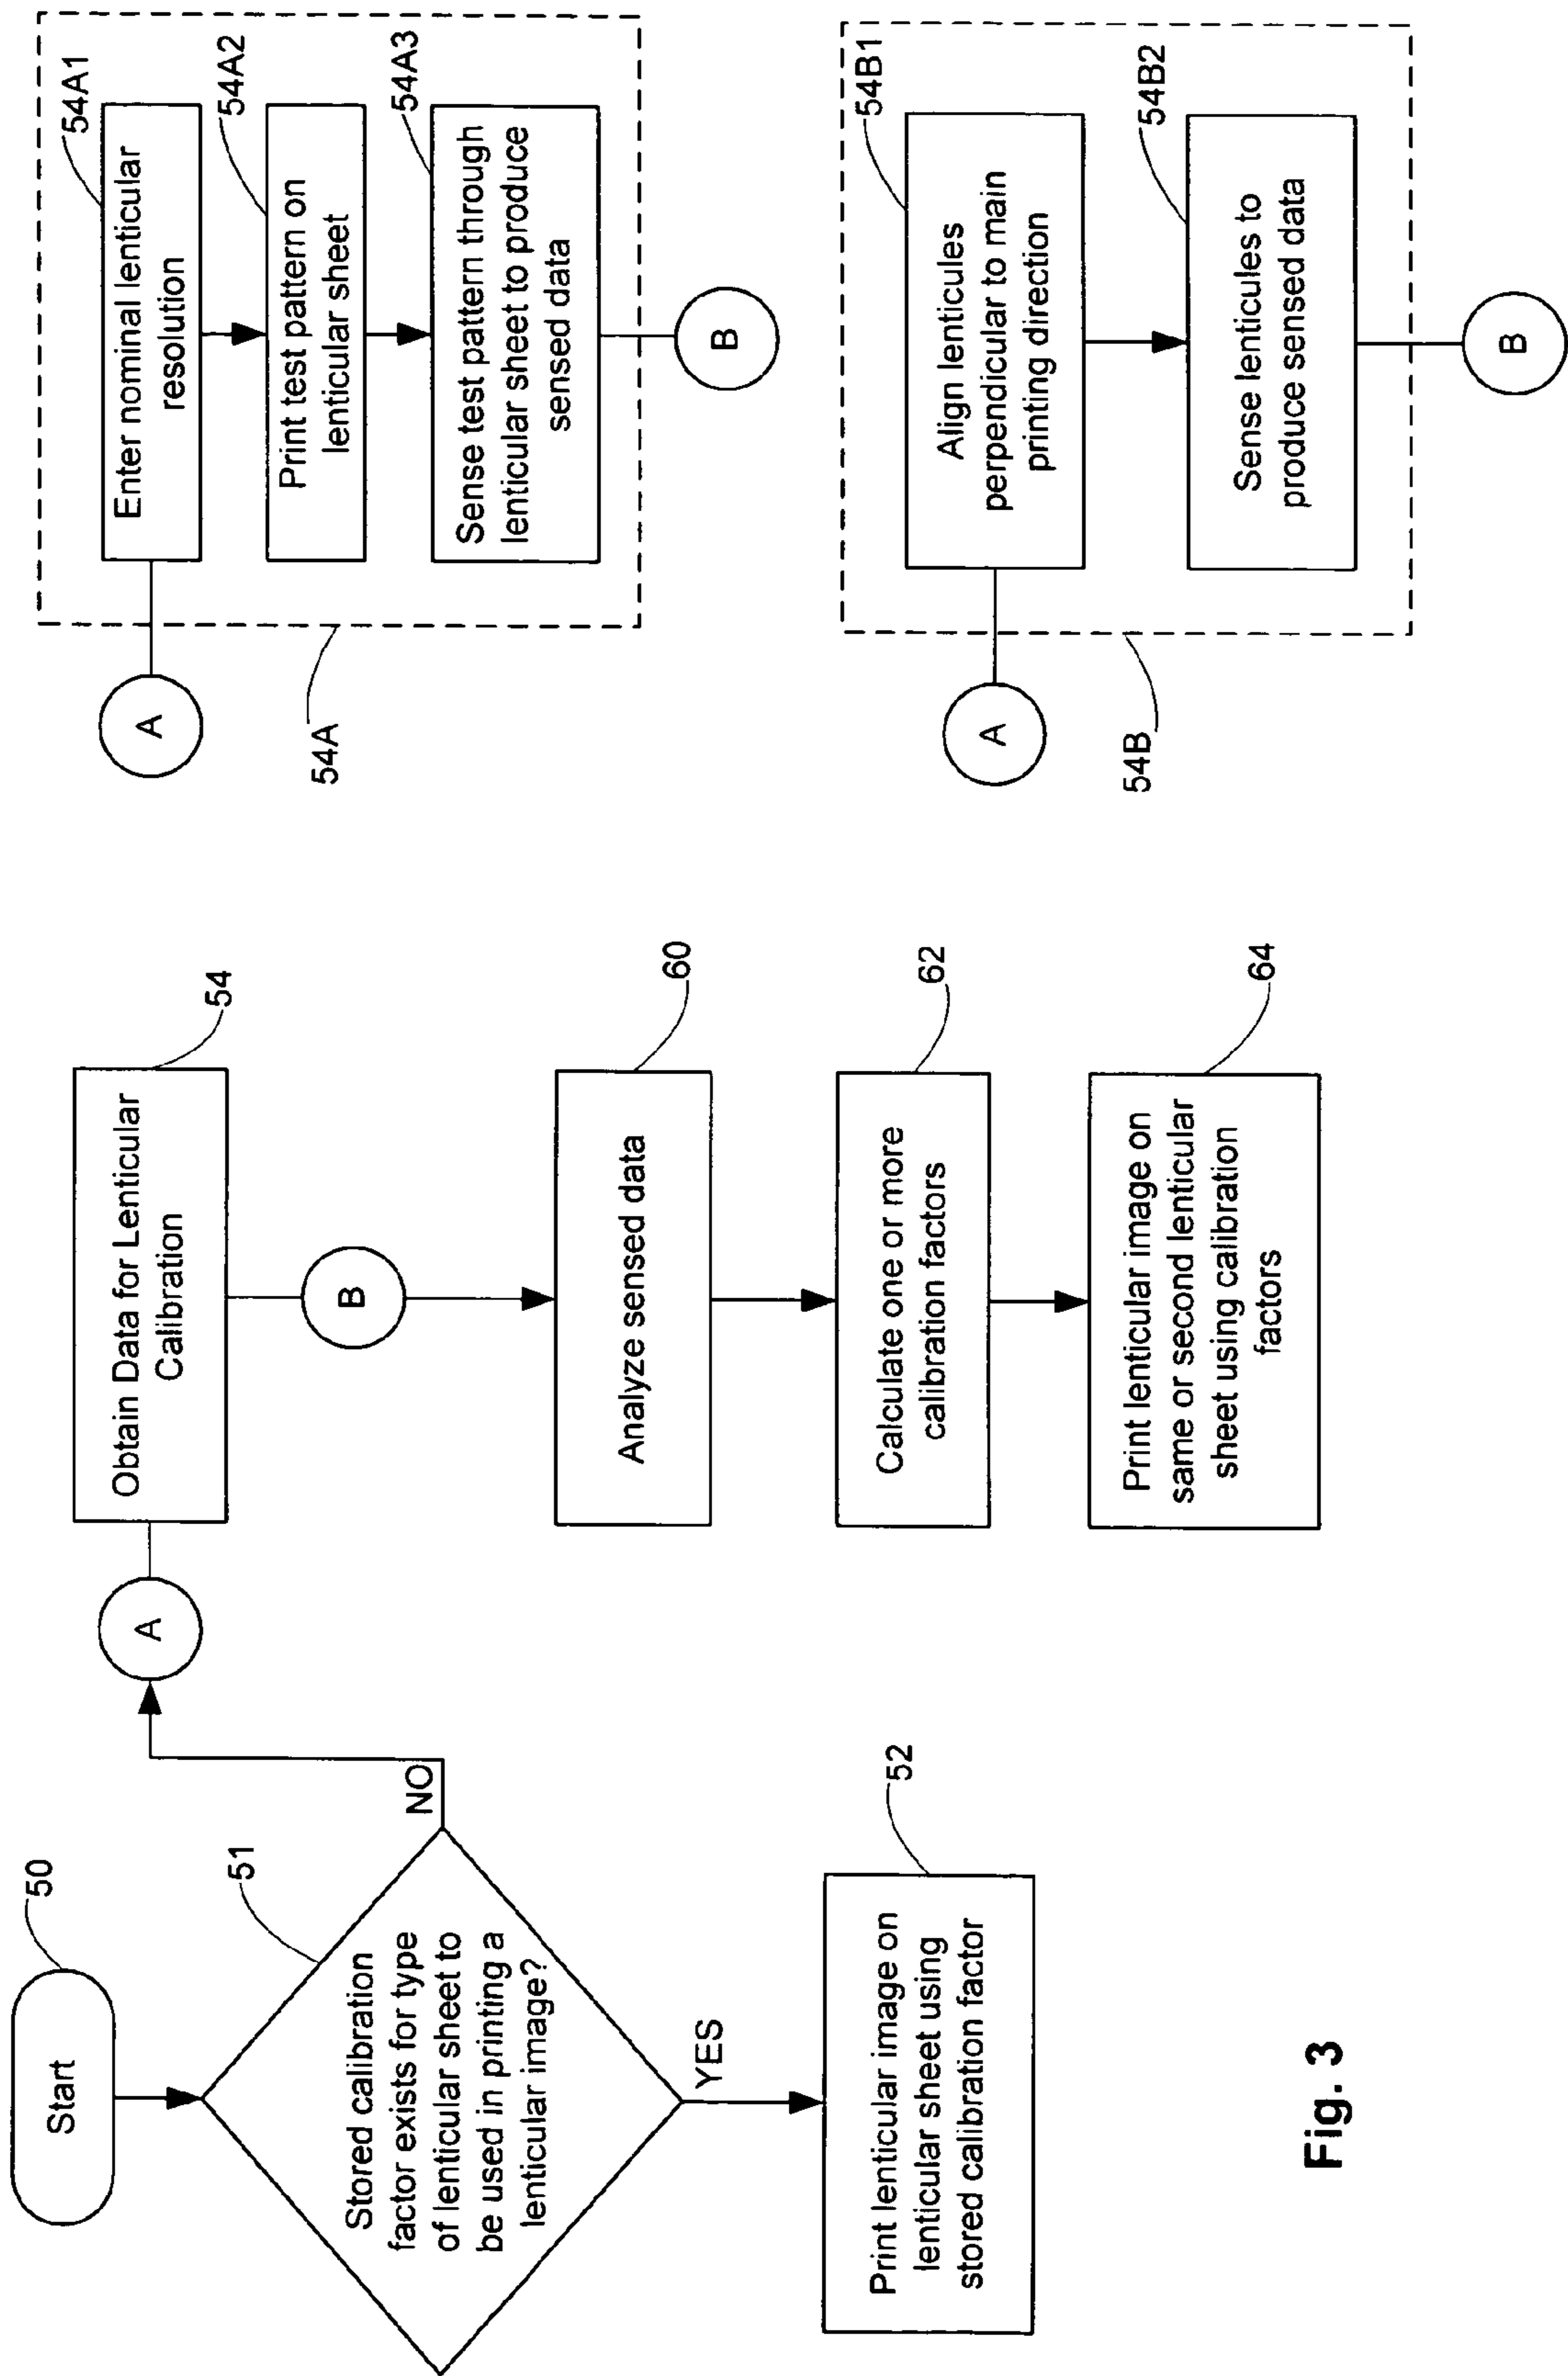 50
Start
51
Stored calibration
factor exists for type
of lenticular sheet to
be used in printing a
lenticular image?
NO
YES
52
Print lenticular image on
lenticular sheet using
stored calibration factor
A
54
Obtain Data for Lenticular
Calibration
B
60
Analyze sensed data
62
Calculate one or more
calibration factors
64
Print lenticular image on
same or second lenticular
sheet using calibration
factors
A
54A
54A1
Enter nominal lenticular
resolution
54A2
Print test pattern on
lenticular sheet
54A3
Sense test pattern through
lenticular sheet to produce
sensed data
B
A
54B
54B1
Align lenticules
perpendicular to main
printing direction
54B2
Sense lenticules to
produce sensed data
B
Fig. 3